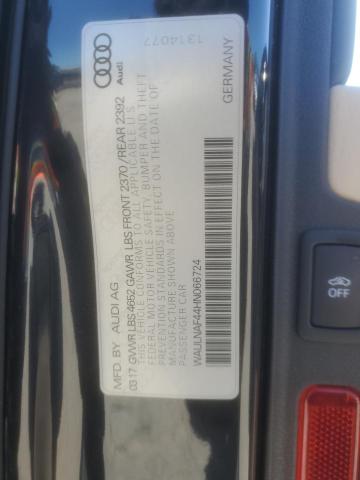 MFD. BY AUDI AG
03.17 GVWR LBS 4652 GAWR LBS FRONT 2370/REAR 2392
THIS VEHICLE CONFORMS TO ALL APPLICABLE U.S.
FEDERAL MOTOR VEHICLE SAFETY, BUMPER AND THEFT
PREVENTION STANDARDS IN EFFECT ON THE DATE OF
MANUFACTURE SHOWN ABOVE
PASSENGER CAR
WAULNAF44HN066724
GERMANY
Audi
1314077